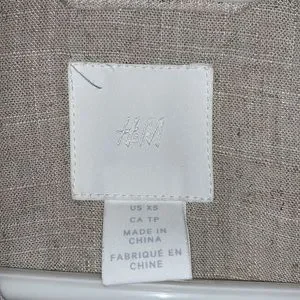 H&M
US XS
CA TP
MADE IN
CHINA
FABRIQUÉ EN
CHINE